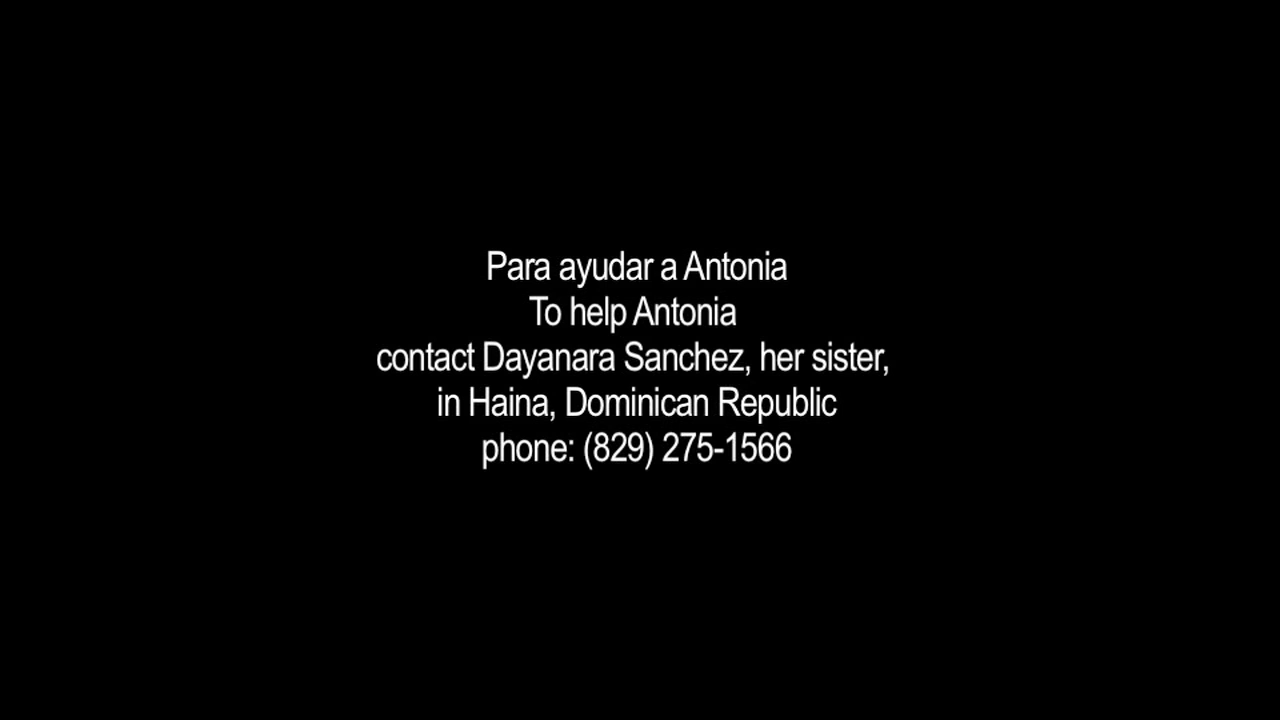 Para ayudar a Antonia
To help Antonia
contact Dayanara Sanchez, her sister,
in Haina, Dominican Republic
phone: (829) 275-1566